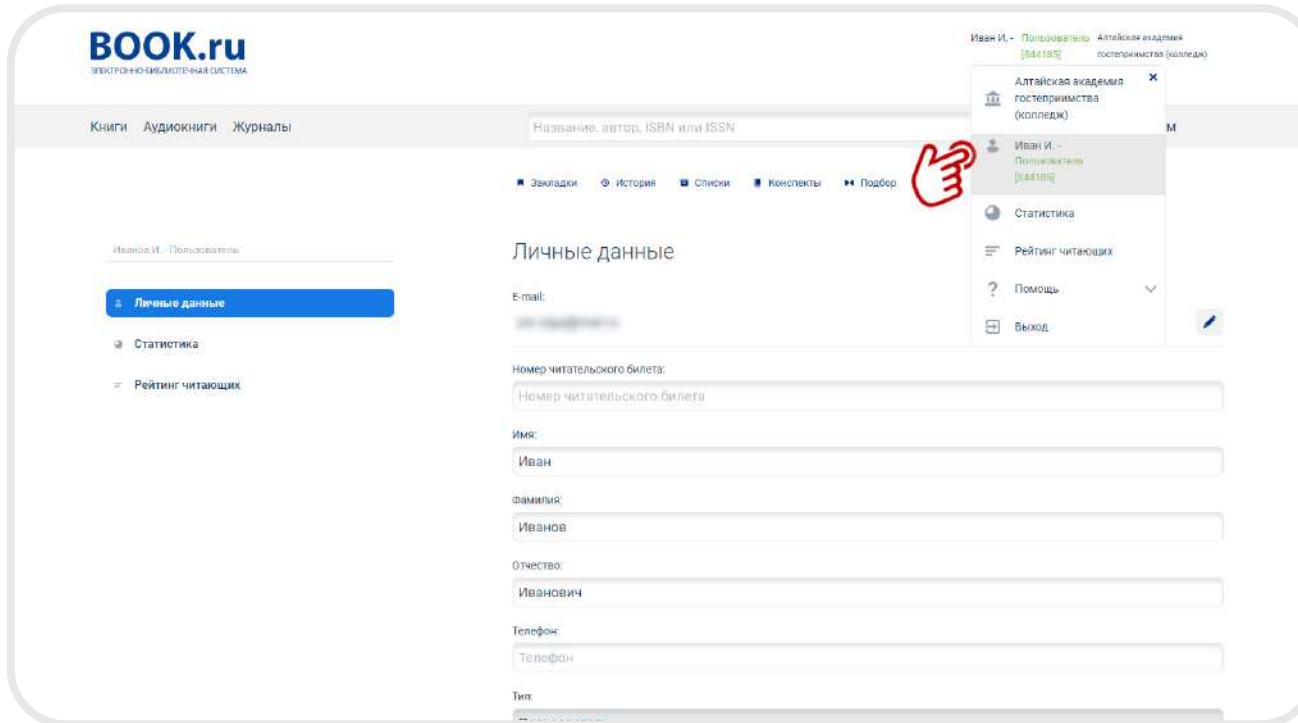 BOOK.ru
ЭЛЕКТРОННО-БИБЛИОТЕЧНАЯ СИСТЕМА
Иван И. - Пользователь Алтайская академия
[844185] гостеприимства (колледж)
Алтайская академия
гостеприимства
(колледж)
Книги Аудиокниги Журналы
Название, автор, ISBN или ISSN
М
Иван И. -
Пользователь
[844185]
Закладки История Списки Конспекты Подбор
Статистика
Рейтинг читающих
Помощь
Выход
Иванов И. - Пользователь
Личные данные
Статистика
Рейтинг читающих
Личные данные
E-mail:
Номер читательского билета:
Номер читательского билета
Имя:
Иван
Фамилия:
Иванов
Отчество:
Иванович
Телефон:
Телефон
Тип: